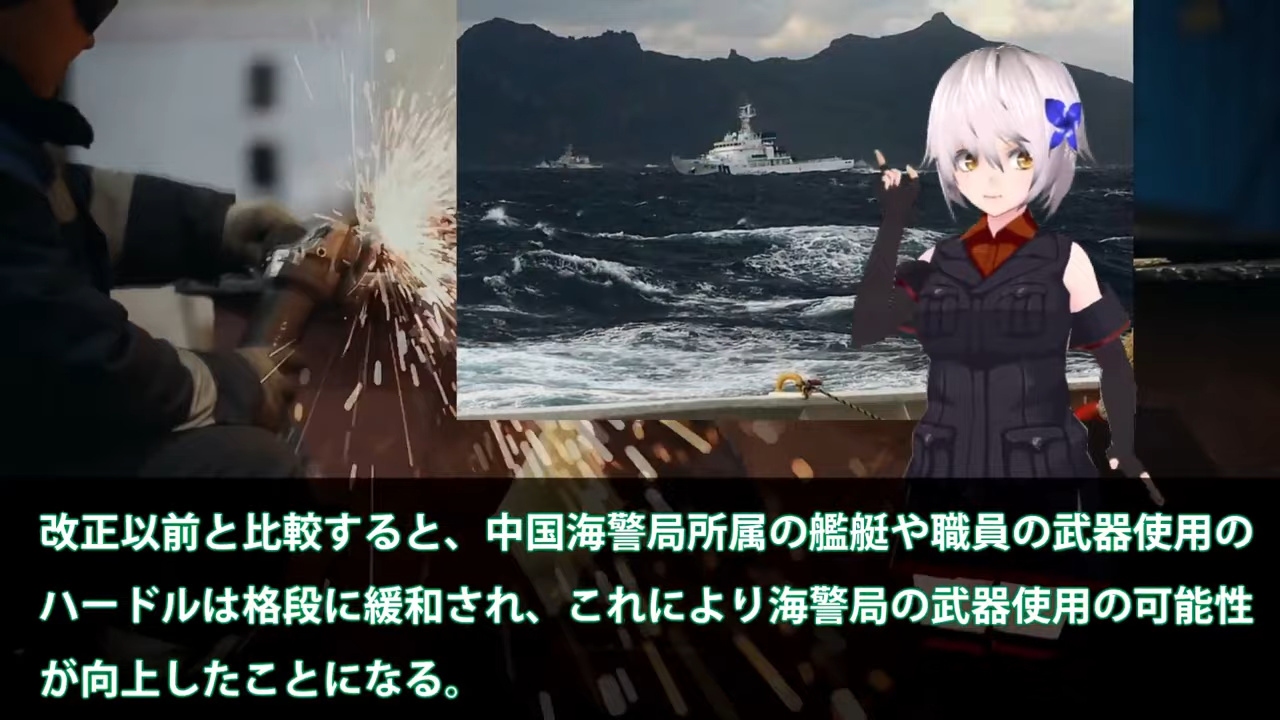 改正以前と比較すると、中国海警局所属の艦艇や職員の武器使用の
ハードルは格段に緩和され、これにより海警局の武器使用の可能性
が向上したことになる。